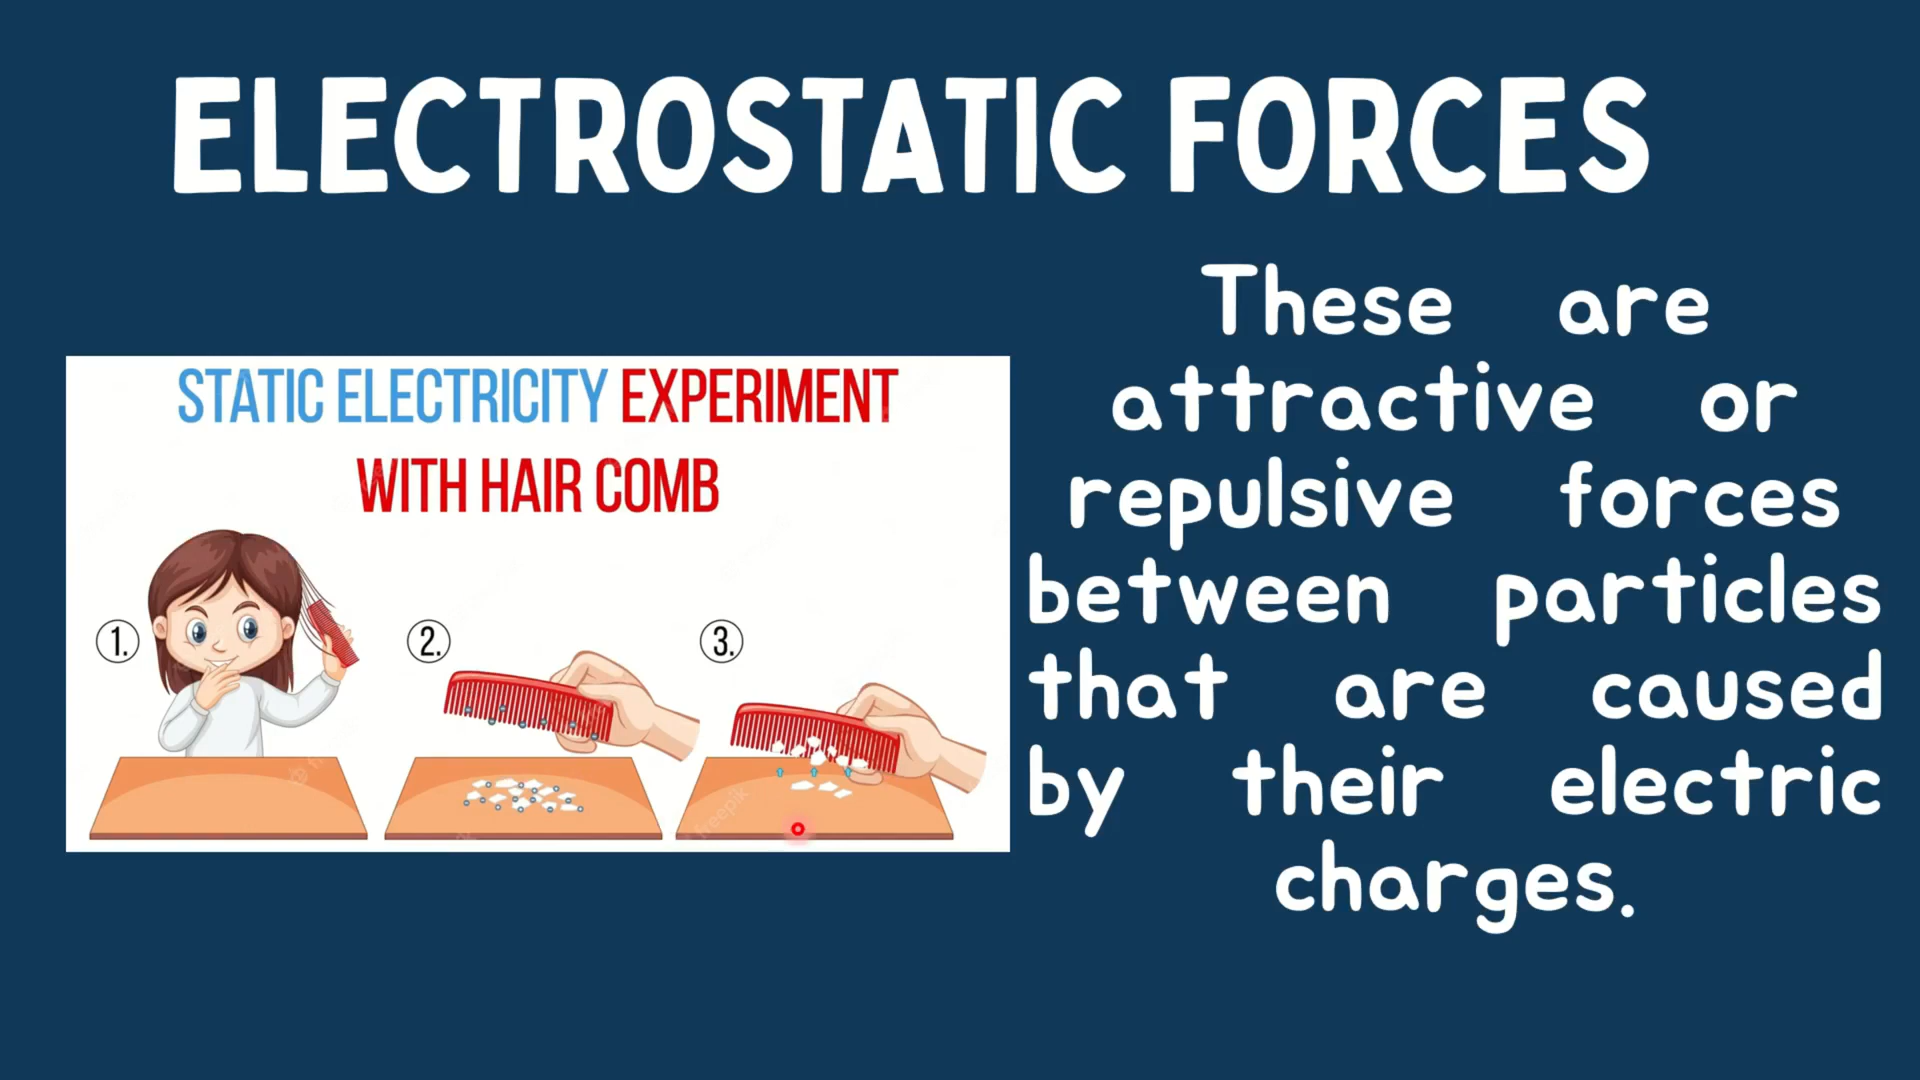 ELECTROSTATIC FORCES
STATIC ELECTRICITY EXPERIMENT
WITH HAIR COMB
1.
2.
3.
freepik
These are
attractive or
repulsive forces
between particles
that are caused
by their electric
charges.